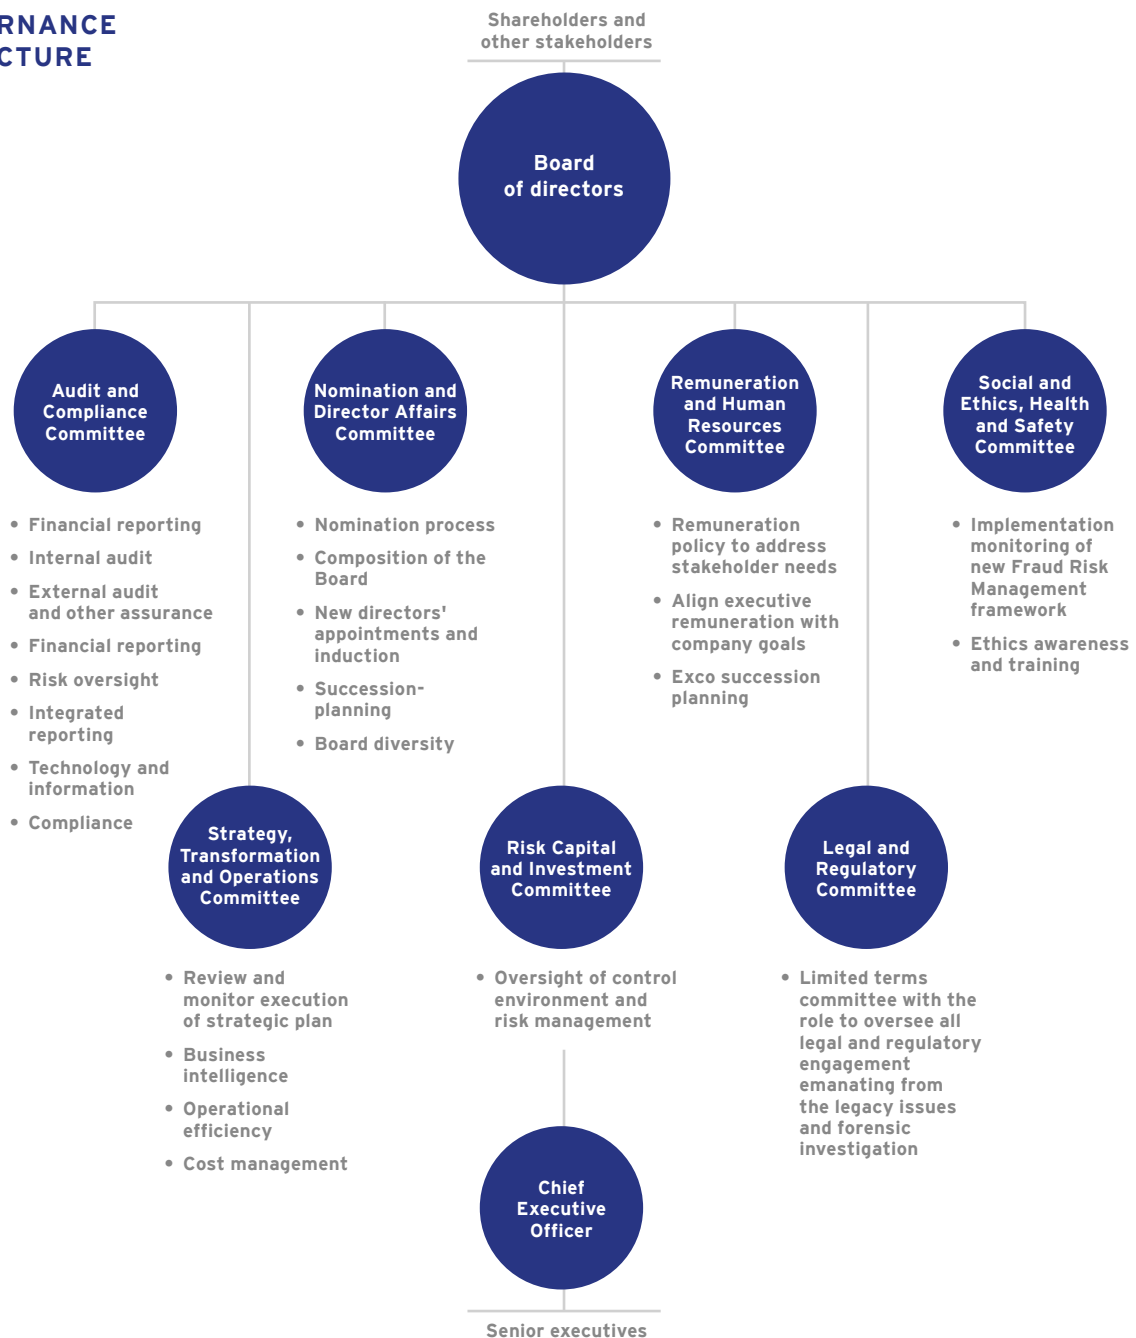 RNANCE
CTURE
Shareholders and
other stakeholders
Board
of directors
Audit and
Compliance
Committee
• Financial reporting
• Internal audit
• External audit
and other assurance
• Financial reporting
• Risk oversight
• Integrated
reporting
• Technology and
information
• Compliance
Nomination and
Director Affairs
Committee
• Nomination process
• Composition of the
Board
• New directors'
appointments and
induction
• Succession-
planning
• Board diversity
Remuneration
and Human
Resources
Committee
• Remuneration
policy to address
stakeholder needs
• Align executive
remuneration with
company goals
• Exco succession
planning
Social and
Ethics, Health
and Safety
Committee
• Implementation
monitoring of
new Fraud Risk
Management
framework
• Ethics awareness
and training
Strategy,
Transformation
and Operations
Committee
• Review and
monitor execution
of strategic plan
• Business
intelligence
• Operational
efficiency
• Cost management
Risk Capital
and Investment
Committee
• Oversight of control
environment and
risk management
Legal and
Regulatory
Committee
• Limited terms
committee with the
role to oversee all
legal and regulatory
engagement
emanating from
the legacy issues
and forensic
investigation
Chief
Executive
Officer
Senior executives